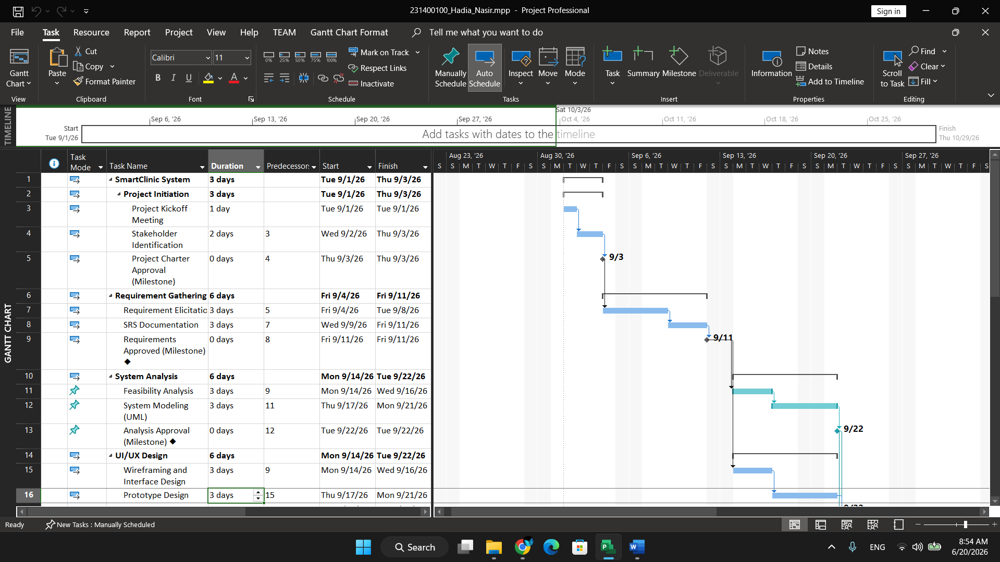 231400100_Hadia_Nasir.mpp - Project Professional
Sign in
File Task Resource Report Project View Help TEAM Gantt Chart Format Tell me what you want to do
Gantt Chart
View
Paste
Cut
Copy
Format Painter
Clipboard
Calibri 11
B I U A
Font
0% 25% 50% 75% 100%
Mark on Track
Respect Links
Inactivate
Schedule
Manually Schedule
Auto Schedule
Inspect
Move
Mode
Tasks
Task
Summary
Milestone
Deliverable
Insert
Information
Notes
Details
Add to Timeline
Properties
Scroll to Task
Find
Clear
Fill
Editing
TIMELINE
Sat 10/3/26
Sep 6, '26 Sep 13, '26 Sep 20, '26 Sep 27, '26 Oct 4, '26 Oct 11, '26 Oct 18, '26 Oct 25, '26
Start
Tue 9/1/26
Add tasks with dates to the timeline
Finish
Thu 10/29/26
GANTT CHART
Task Mode Task Name Duration Predecessors Start Finish
Aug 23, '26 Aug 30, '26 Sep 6, '26 Sep 13, '26 Sep 20, '26 Sep 27, '26
S S M T W T F S S M T W T F S S M T W T F S S M T W T F S S M T W T F S S M T W T F S
1 SmartClinic System 3 days Tue 9/1/26 Thu 9/3/26
2 Project Initiation 3 days Tue 9/1/26 Thu 9/3/26
3 Project Kickoff 1 day Tue 9/1/26 Tue 9/1/26
Meeting
4 Stakeholder 2 days 3 Wed 9/2/26 Thu 9/3/26
Identification
5 Project Charter 0 days 4 Thu 9/3/26 Thu 9/3/26
Approval
(Milestone)
9/3
6 Requirement Gathering 6 days Fri 9/4/26 Fri 9/11/26
7 Requirement Elicitatio 3 days 5 Fri 9/4/26 Tue 9/8/26
8 SRS Documentation 3 days 7 Wed 9/9/26 Fri 9/11/26
9 Requirements 0 days 8 Fri 9/11/26 Fri 9/11/26
Approved (Milestone)
◆
9/11
10 System Analysis 6 days Mon 9/14/26 Tue 9/22/26
11 Feasibility Analysis 3 days 9 Mon 9/14/26 Wed 9/16/26
12 System Modeling 3 days 11 Thu 9/17/26 Mon 9/21/26
(UML)
13 Analysis Approval 0 days 12 Tue 9/22/26 Tue 9/22/26
(Milestone) ◆
9/22
14 UI/UX Design 6 days Mon 9/14/26 Tue 9/22/26
15 Wireframing and 3 days 9 Mon 9/14/26 Wed 9/16/26
Interface Design
16 Prototype Design 3 days 15 Thu 9/17/26 Mon 9/21/26
Ready New Tasks : Manually Scheduled
Search
ENG
8:54 AM
6/20/2026